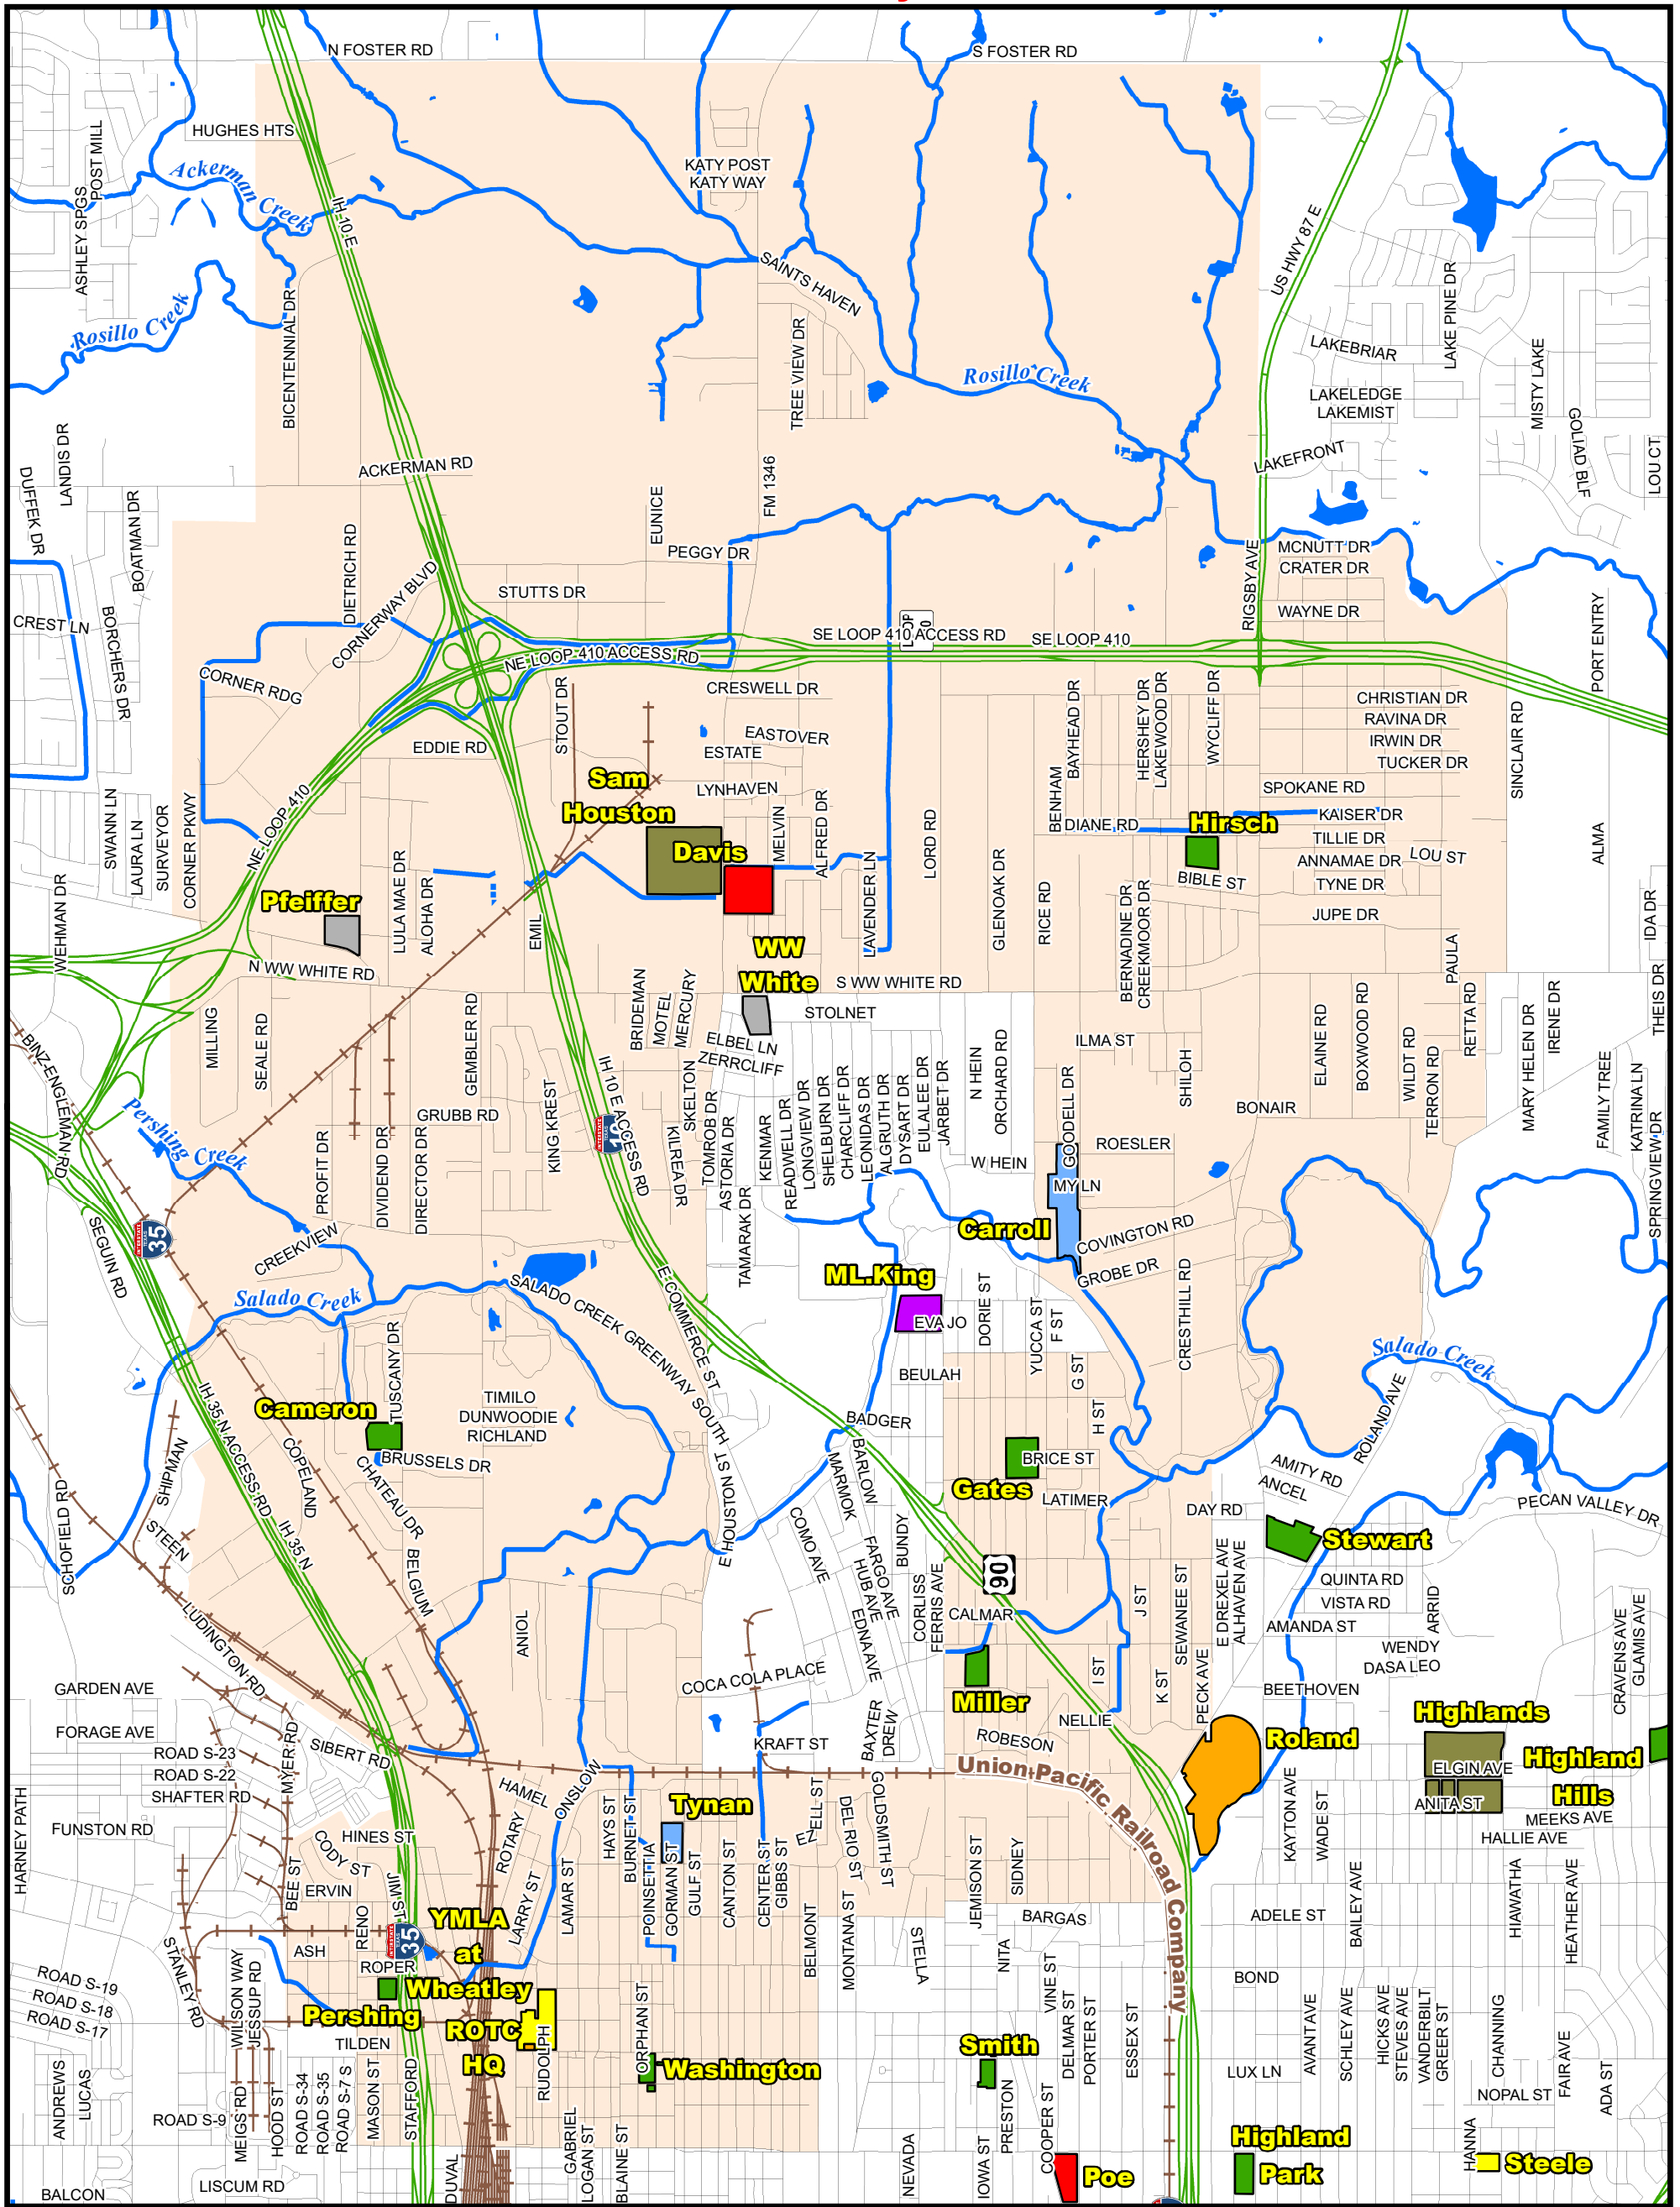 N FOSTER RD
S FOSTER RD
HUGHES HTS
POST MILL
ASHLEY SPGS
Ackerman Creek
IH 10 E
KATY POST
KATY WAY
US HWY 87 E
SAINTS HAVEN
Rosillo Creek
BICENTENNIAL DR
TREE VIEW DR
Rosillo Creek
LAKEBRIAR
LAKE PINE DR
MISTY LAKE
LAKELEDGE
LAKEMIST
GOLIAD BLF
LOU CT
LAKEFRONT
LANDIS DR
DUFFEK DR
BOATMAN DR
ACKERMAN RD
EUNICE
FM 1346
PEGGY DR
DIETRICH RD
CORNERWAY BLVD
STUTTS DR
RIGSBY AVE
MCNUTT DR
CRATER DR
WAYNE DR
PORT ENTRY
CREST LN
BORCHERS DR
SE LOOP 410 ACCESS RD
SE LOOP 410
NE LOOP 410 ACCESS RD
CORNER RDG
CRESWELL DR
STOUT DR
EDDIE RD
EASTOVER
ESTATE
LYNHAVEN
BAYHEAD DR
HERSHEY DR
LAKEWOOD DR
WYCLIFF DR
CHRISTIAN DR
RAVINA DR
IRWIN DR
TUCKER DR
SINCLAIR RD
SPOKANE RD
KAISER DR
TILLIE DR
ANNAMAE DR
LOU ST
TYNE DR
JUPE DR
ALMA
IDA DR
SWANN LN
LAURA LN
SURVEYOR
CORNER PKWY
NE LOOP 410
Sam
Houston
Davis
MELVIN
ALFRED DR
LAVENDER LN
LORD RD
BENHAM
DIANE RD
Hirsch
BIBLE ST
GLENOAK DR
RICE RD
BERNADINE DR
CREEKMOOR DR
WEHMAN DR
Pfeiffer
LULA MAE DR
ALOHA DR
EMIL
WW
White
N WW WHITE RD
S WW WHITE RD
PAULA
RETTA RD
THEIS DR
BINZ-ENGLEMAN RD
MILLING
SEALE RD
GEMBLER RD
BRIDEMAN
MOTEL
MERCURY
STOLNET
ELBEL LN
ZERRCLIFF
ILMA ST
SHILOH
ELAINE RD
BOXWOOD RD
WILDT RD
TERRON RD
MARY HELEN DR
IRENE DR
FAMILY TREE
KATRINA LN
SPRINGVIEW DR
BONAIR
Pershing Creek
GRUBB RD
KING KREST
IH 10 E ACCESS RD
SKELTON
KILREA DR
TOMROB DR
ASTORIA DR
TAMARAK DR
KENMAR
READWELL DR
LONGVIEW DR
SHELBURN DR
CHARCLIFF DR
LEONIDAS DR
ALGRUTH DR
DYSART DR
EULALEE DR
JARBET DR
N HEIN
ORCHARD RD
W HEIN
GOODELL DR
ROESLER
MY LN
Carroll
COVINGTON RD
GROBE DR
PROFIT DR
DIVIDEND DR
DIRECTOR DR
SEGUIN RD
35
CREEKVIEW
Salado Creek
SALADO CREEK GREENWAY SOUTH
E COMMERCE ST
ML.King
EVA JO
DORIE ST
YUCCA ST
F ST
G ST
H ST
CRESTHILL RD
Salado Creek
BEULAH
BADGER
TUSCANY DR
Cameron
TIMILO
DUNWOODIE
RICHLAND
BRUSSELS DR
CHATEAU DR
COPELAND
IH 35 N ACCESS RD
IH 35 N
SHIPMAN
STEEN
SCHOFIELD RD
BELGIUM
E HOUSTON ST
MARMOK
BARLOW
COMO AVE
BUNDY
FARGO AVE
HUB AVE
EDNA AVE
CORLISS
FERRIS AVE
Gates
BRICE ST
LATIMER
90
CALMAR
Miller
AMITY RD
ANCEL
DAY RD
ROLAND AVE
Stewart
PECAN VALLEY DR
QUINTA RD
VISTA RD
ARRID
AMANDA ST
WENDY
DASA LEO
BEETHOVEN
CRAVENS AVE
GLAMIS AVE
J ST
I ST
K ST
SEWANEE ST
PECK AVE
E DREXEL AVE
ALHAVEN AVE
LUDINGTON RD
ANIOL
COCA COLA PLACE
KRAFT ST
BAXTER
DREW
ROBESON
NELLIE
Roland
Highlands
ELGIN AVE
ANITA ST
Highland
Hills
MEEKS AVE
HALLIE AVE
GARDEN AVE
FORAGE AVE
ROAD S-23
ROAD S-22
SHAFTER RD
FUNSTON RD
HARNEY PATH
MYER RD
SIBERT RD
HAMEL
ONSLOW
Union Pacific Railroad Company
Tynan
HINES ST
CODY ST
BEE ST
ERVIN
JIM ST
RENO
ROTARY
LARRY ST
LAMAR ST
HAYS ST
BURNET ST
POINSETTIA
GORMAN ST
GULF ST
CANTON ST
CENTER ST
GIBBS ST
EZELL ST
DEL RIO ST
GOLDSMITH ST
BELMONT
MONTANA ST
STELLA
JEMISON ST
SIDNEY
BARGAS
NITA
VINE ST
KAYTON AVE
WADE ST
BAILEY AVE
ADELE ST
HIAWATHA
HEATHER AVE
BOND
STANLEY RD
ASH
ROPER
35
YMLA
at
Wheatley
ROTC
HQ
Pershing
WILSON WAY
JESSUP RD
TILDEN
RUDOLPH
ORPHAN ST
Washington
Smith
DELMAR ST
PORTER ST
ESSEX ST
LUX LN
AVANT AVE
SCHLEY AVE
HICKS AVE
STEVES AVE
VANDERBILT
GREER ST
CHANNING
NOPAL ST
FAIR AVE
ADA ST
ROAD S-19
ROAD S-18
ROAD S-17
ANDREWS
LUCAS
ROAD S-9
MEIGS RD
HOOD ST
ROAD S-34
ROAD S-35
ROAD S-7 S
MASON ST
STAFFORD
LISCUM RD
BALCON
DUVAL
GABRIEL
LOGAN ST
BLAINE ST
NEVADA
IOWA ST
PRESTON
COOPER ST
Poe
Highland
Park
HANNA
Steele